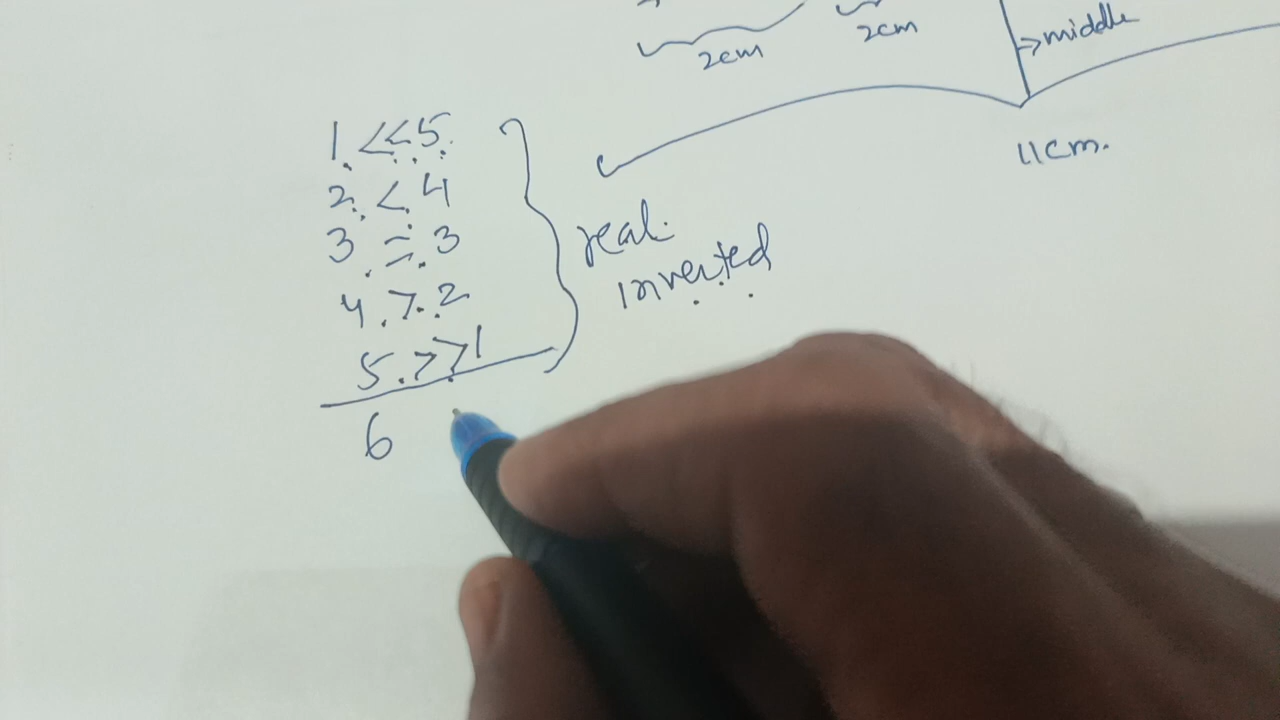 2cm 2cm
→ middle
11cm.
1. <<5.
2. < 4
3 = 3
4 > 2
5. >>1
real
inverted
6